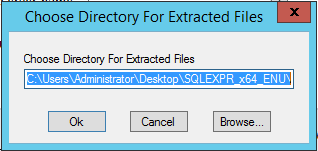 Choose Directory For Extracted Files
x
Choose Directory For Extracted Files
C:\Users\Administrator\Desktop\SQLEXPR_x64_ENU\
Ok
Cancel
Browse...